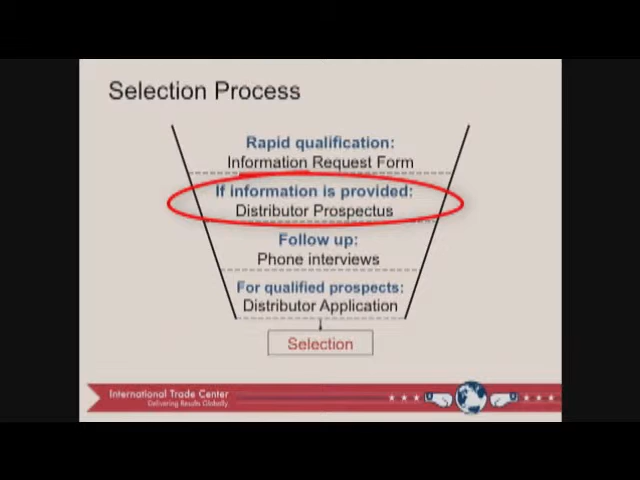 Selection Process
Rapid qualification:
Information Request Form
If information is provided:
Distributor Prospectus
Follow up:
Phone interviews
For qualified prospects:
Distributor Application
Selection
International Trade Center
Delivering Results Globally